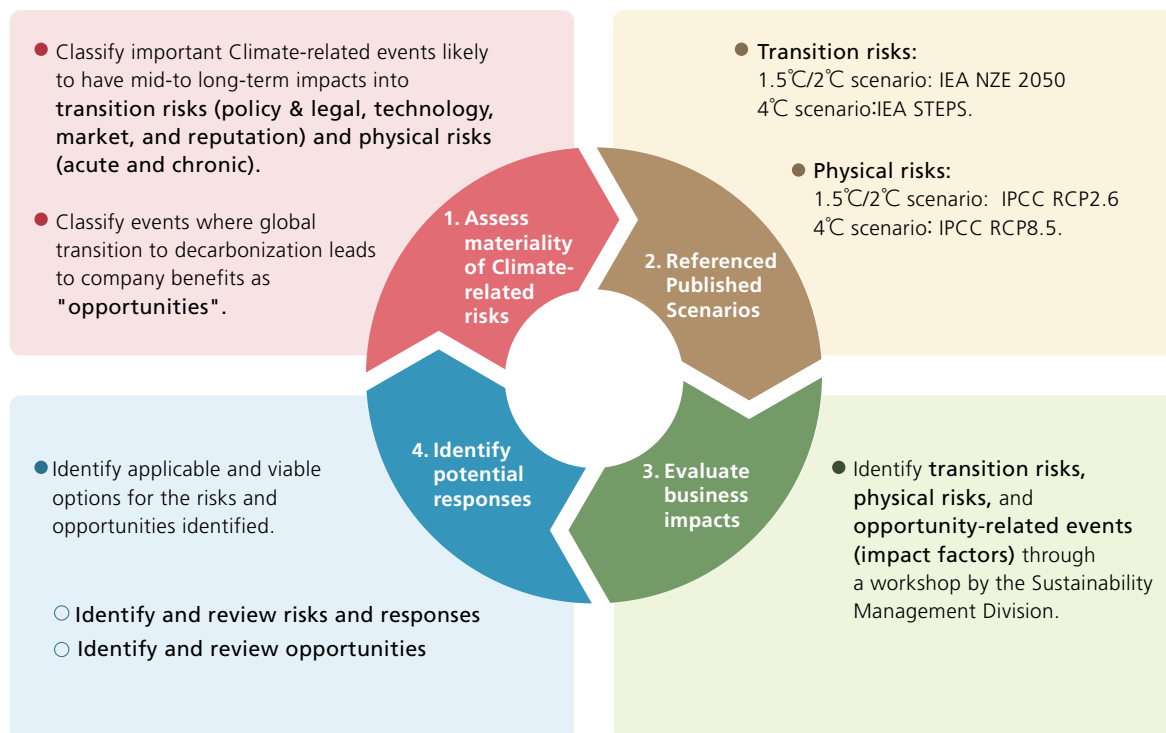 Classify important Climate-related events likely
to have mid-to long-term impacts into
transition risks (policy & legal, technology,
market, and reputation) and physical risks
(acute and chronic).
Classify events where global
transition to decarbonization leads
to company benefits as
"opportunities".
1. Assess
materiality
of Climate-
related
risks
Transition risks:
1.5℃/2℃ scenario: IEA NZE 2050
4℃ scenario:IEA STEPS.
Physical risks:
1.5℃/2℃ scenario: IPCC RCP2.6
4℃ scenario: IPCC RCP8.5.
2. Referenced
Published
Scenarios
3. Evaluate
business
impacts
Identify transition risks,
physical risks, and
opportunity-related events
(impact factors) through
a workshop by the Sustainability
Management Division.
4. Identify
potential
responses
Identify applicable and viable
options for the risks and
opportunities identified.
Identify and review risks and responses
Identify and review opportunities